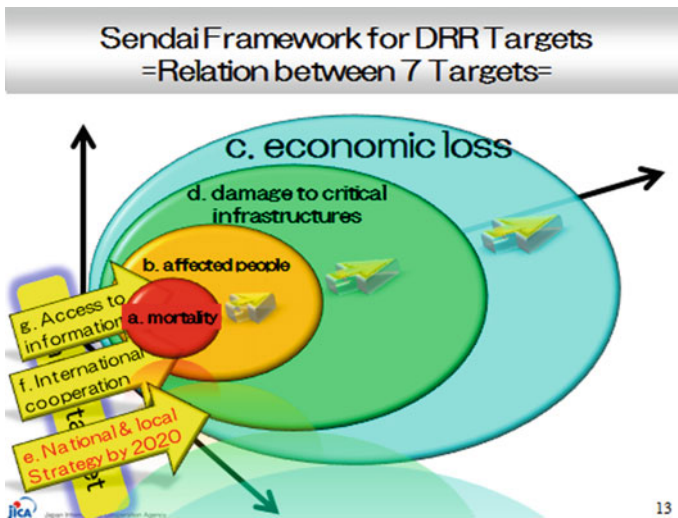 Sendai Framework for DRR Targets
=Relation between 7 Targets=
c. economic loss
d. damage to critical
infrastructures
b. affected people
a. mortality
g. Access to
information
f. International
cooperation
e. National & local
Strategy by 2020
jica
13